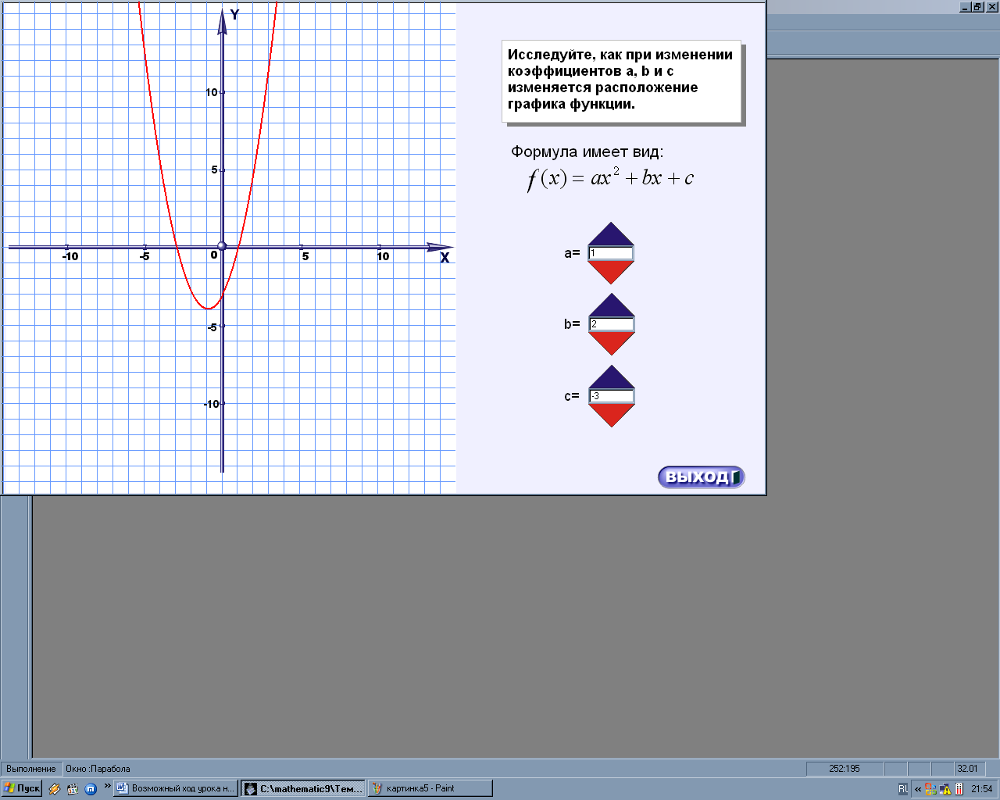 Y
10
5
-10
-5
0
5
10
X
-5
-10
Исследуйте, как при изменении
коэффициентов a, b и c
изменяется расположение
графика функции.
Формула имеет вид:
f(x) = ax² + bx + c
a= 1
b= 2
c= -3
ВЫХОД
Выполнение
Окно :Парабола
252:195
32.01
Пуск
»
Возможный ход урока н...
C:\mathematic9\Тем...
картинка5 - Paint
RU
«
21:54